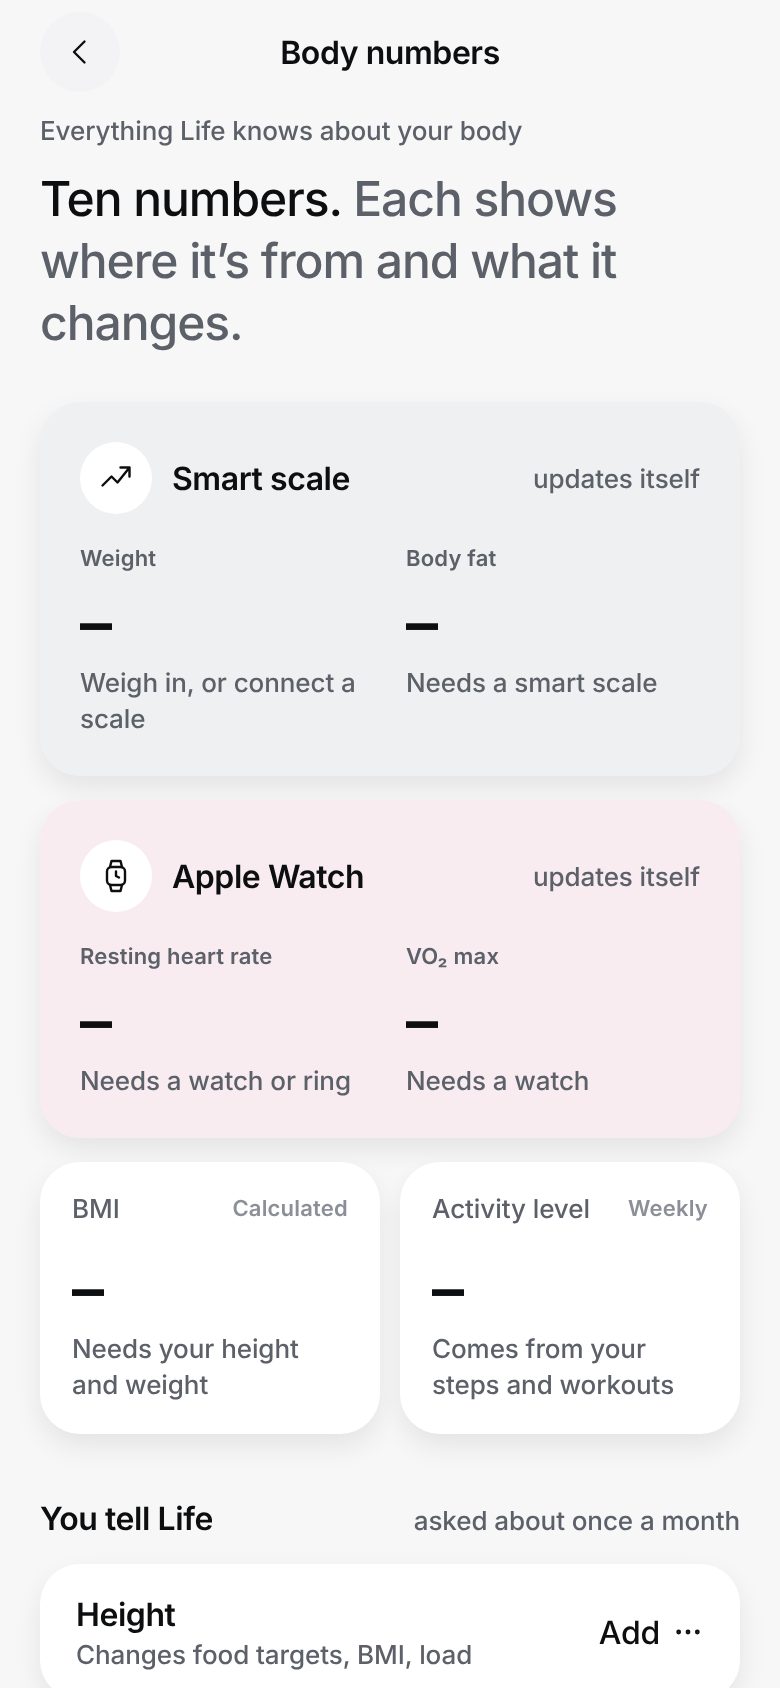 Body numbers
Everything Life knows about your body
Ten numbers. Each shows
where it’s from and what it
changes.
Smart scale
updates itself
Weight
Body fat
–
–
Weigh in, or connect a
scale
Needs a smart scale
Apple Watch
updates itself
Resting heart rate
VO₂ max
–
–
Needs a watch or ring
Needs a watch
BMI
Calculated
–
Needs your height
and weight
Activity level
Weekly
–
Comes from your
steps and workouts
You tell Life
asked about once a month
Height
Changes food targets, BMI, load
Add ···